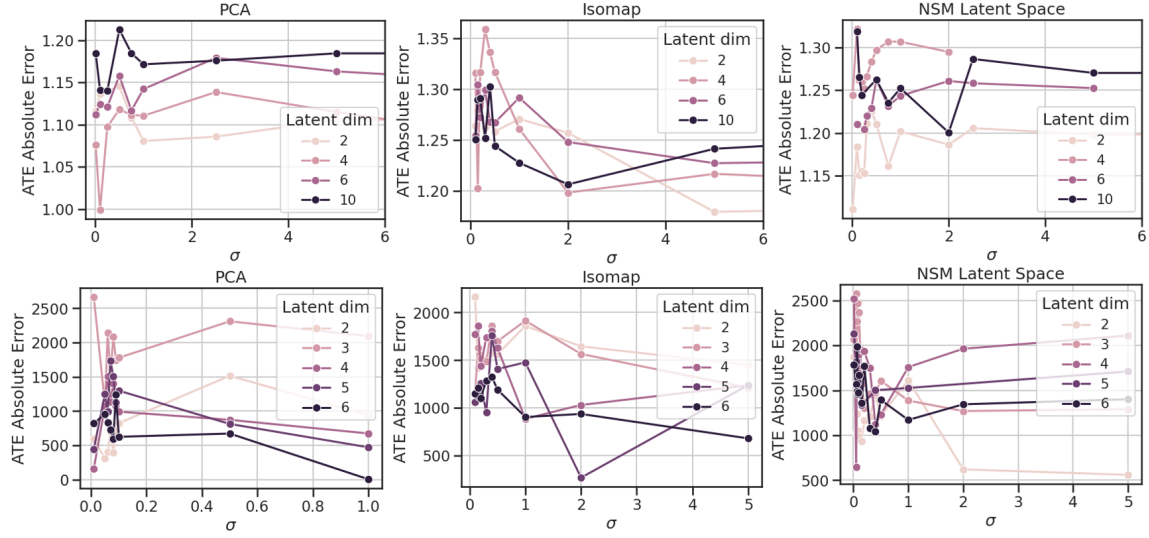 PCA
ATE Absolute Error
1.20
1.15
1.10
1.05
1.00
Latent dim
2
4
6
10
0 2 4 6
σ
Isomap
ATE Absolute Error
1.35
1.30
1.25
1.20
Latent dim
2
4
6
10
0 1 2 3 4 5 6
σ
NSM Latent Space
ATE Absolute Error
1.30
1.25
1.20
1.15
Latent dim
2
4
6
10
0 2 4 6
σ
PCA
ATE Absolute Error
2500
2000
1500
1000
500
0
Latent dim
2
3
4
5
6
0.0 0.2 0.4 0.6 0.8 1.0
σ
Isomap
ATE Absolute Error
2000
1500
1000
500
Latent dim
2
3
4
5
6
0 1 2 3 4 5
σ
NSM Latent Space
ATE Absolute Error
2500
2000
1500
1000
500
Latent dim
2
3
4
5
6
0 1 2 3 4 5
σ